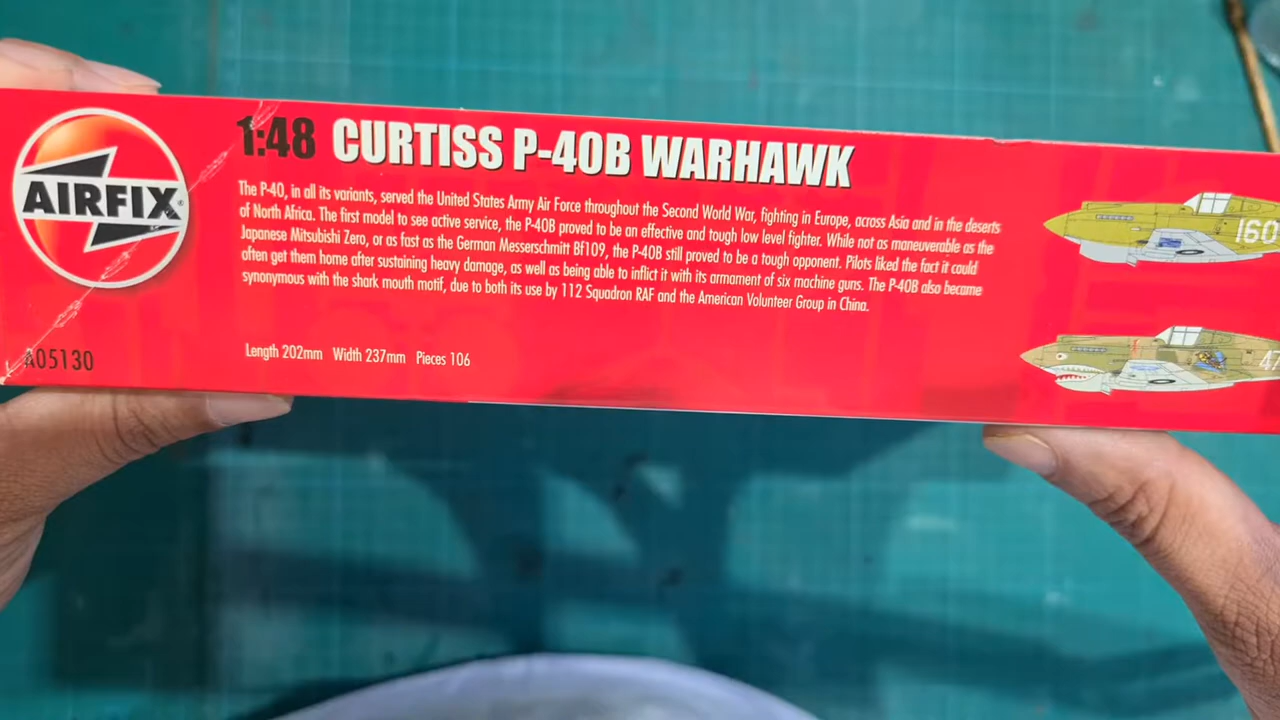 AIRFIX
1:48 CURTISS P-40B WARHAWK
The P-40, in all its variants, served the United States Army Air Force throughout the Second World War, fighting in Europe, across Asia and in the deserts
of North Africa. The first model to see active service, the P-40B proved to be an effective and tough low level fighter. While not as maneuverable as the
Japanese Mitsubishi Zero, or as fast as the German Messerschmitt Bf109, the P-40B still proved to be a tough opponent. Pilots liked the fact it could
often get them home after sustaining heavy damage, as well as being able to inflict it with its armament of six machine guns. The P-40B also became
synonymous with the shark mouth motif, due to both its use by 112 Squadron RAF and the American Volunteer Group in China.
Length 202mm Width 237mm Pieces 106
A05130
160
47